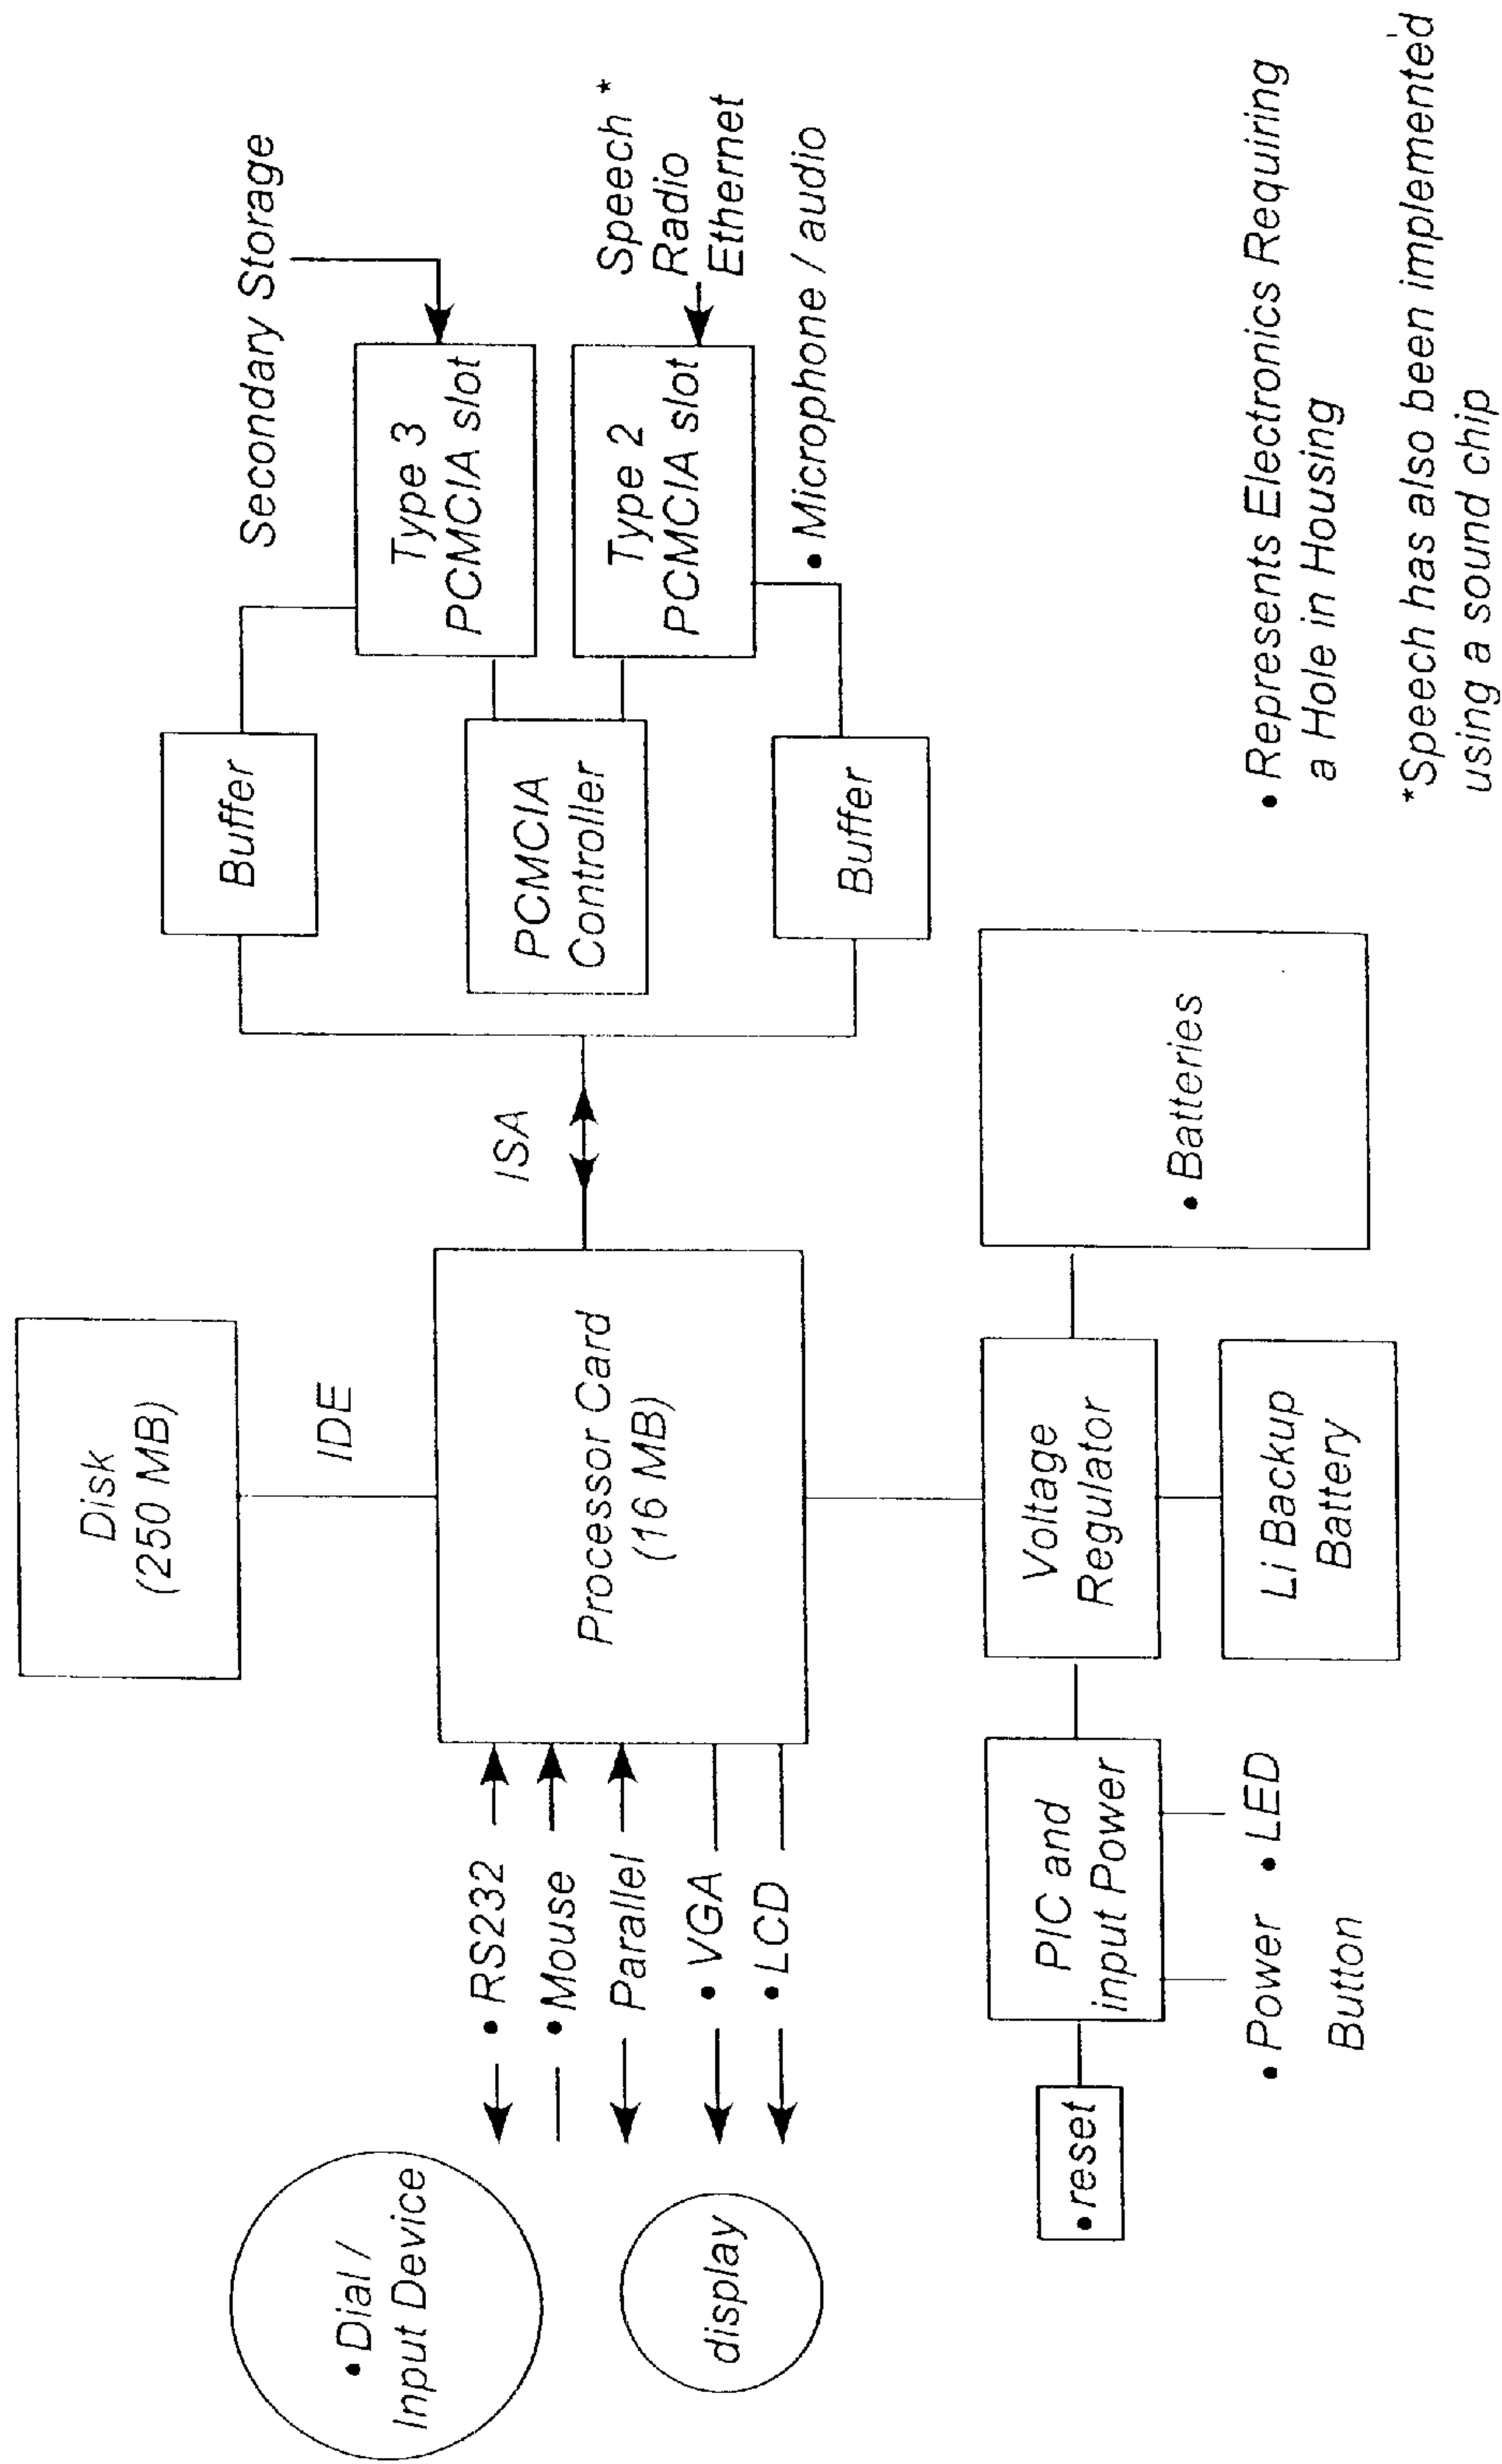 Disk
(250 MB)
IDE
• Dial /
Input Device
display
• RS232
• Mouse
Parallel
• VGA
• LCD
Processor Card
(16 MB)
ISA
Buffer
PCMCIA
Controller
Buffer
Secondary Storage
Type 3
PCMCIA slot
Type 2
PCMCIA slot
Speech *
Radio
Ethernet
• Microphone / audio
• reset
PIC and
input Power
• Power • LED
Button
Voltage
Regulator
Li Backup
Battery
• Batteries
• Represents Electronics Requiring
a Hole in Housing
*Speech has also been implemented
using a sound chip